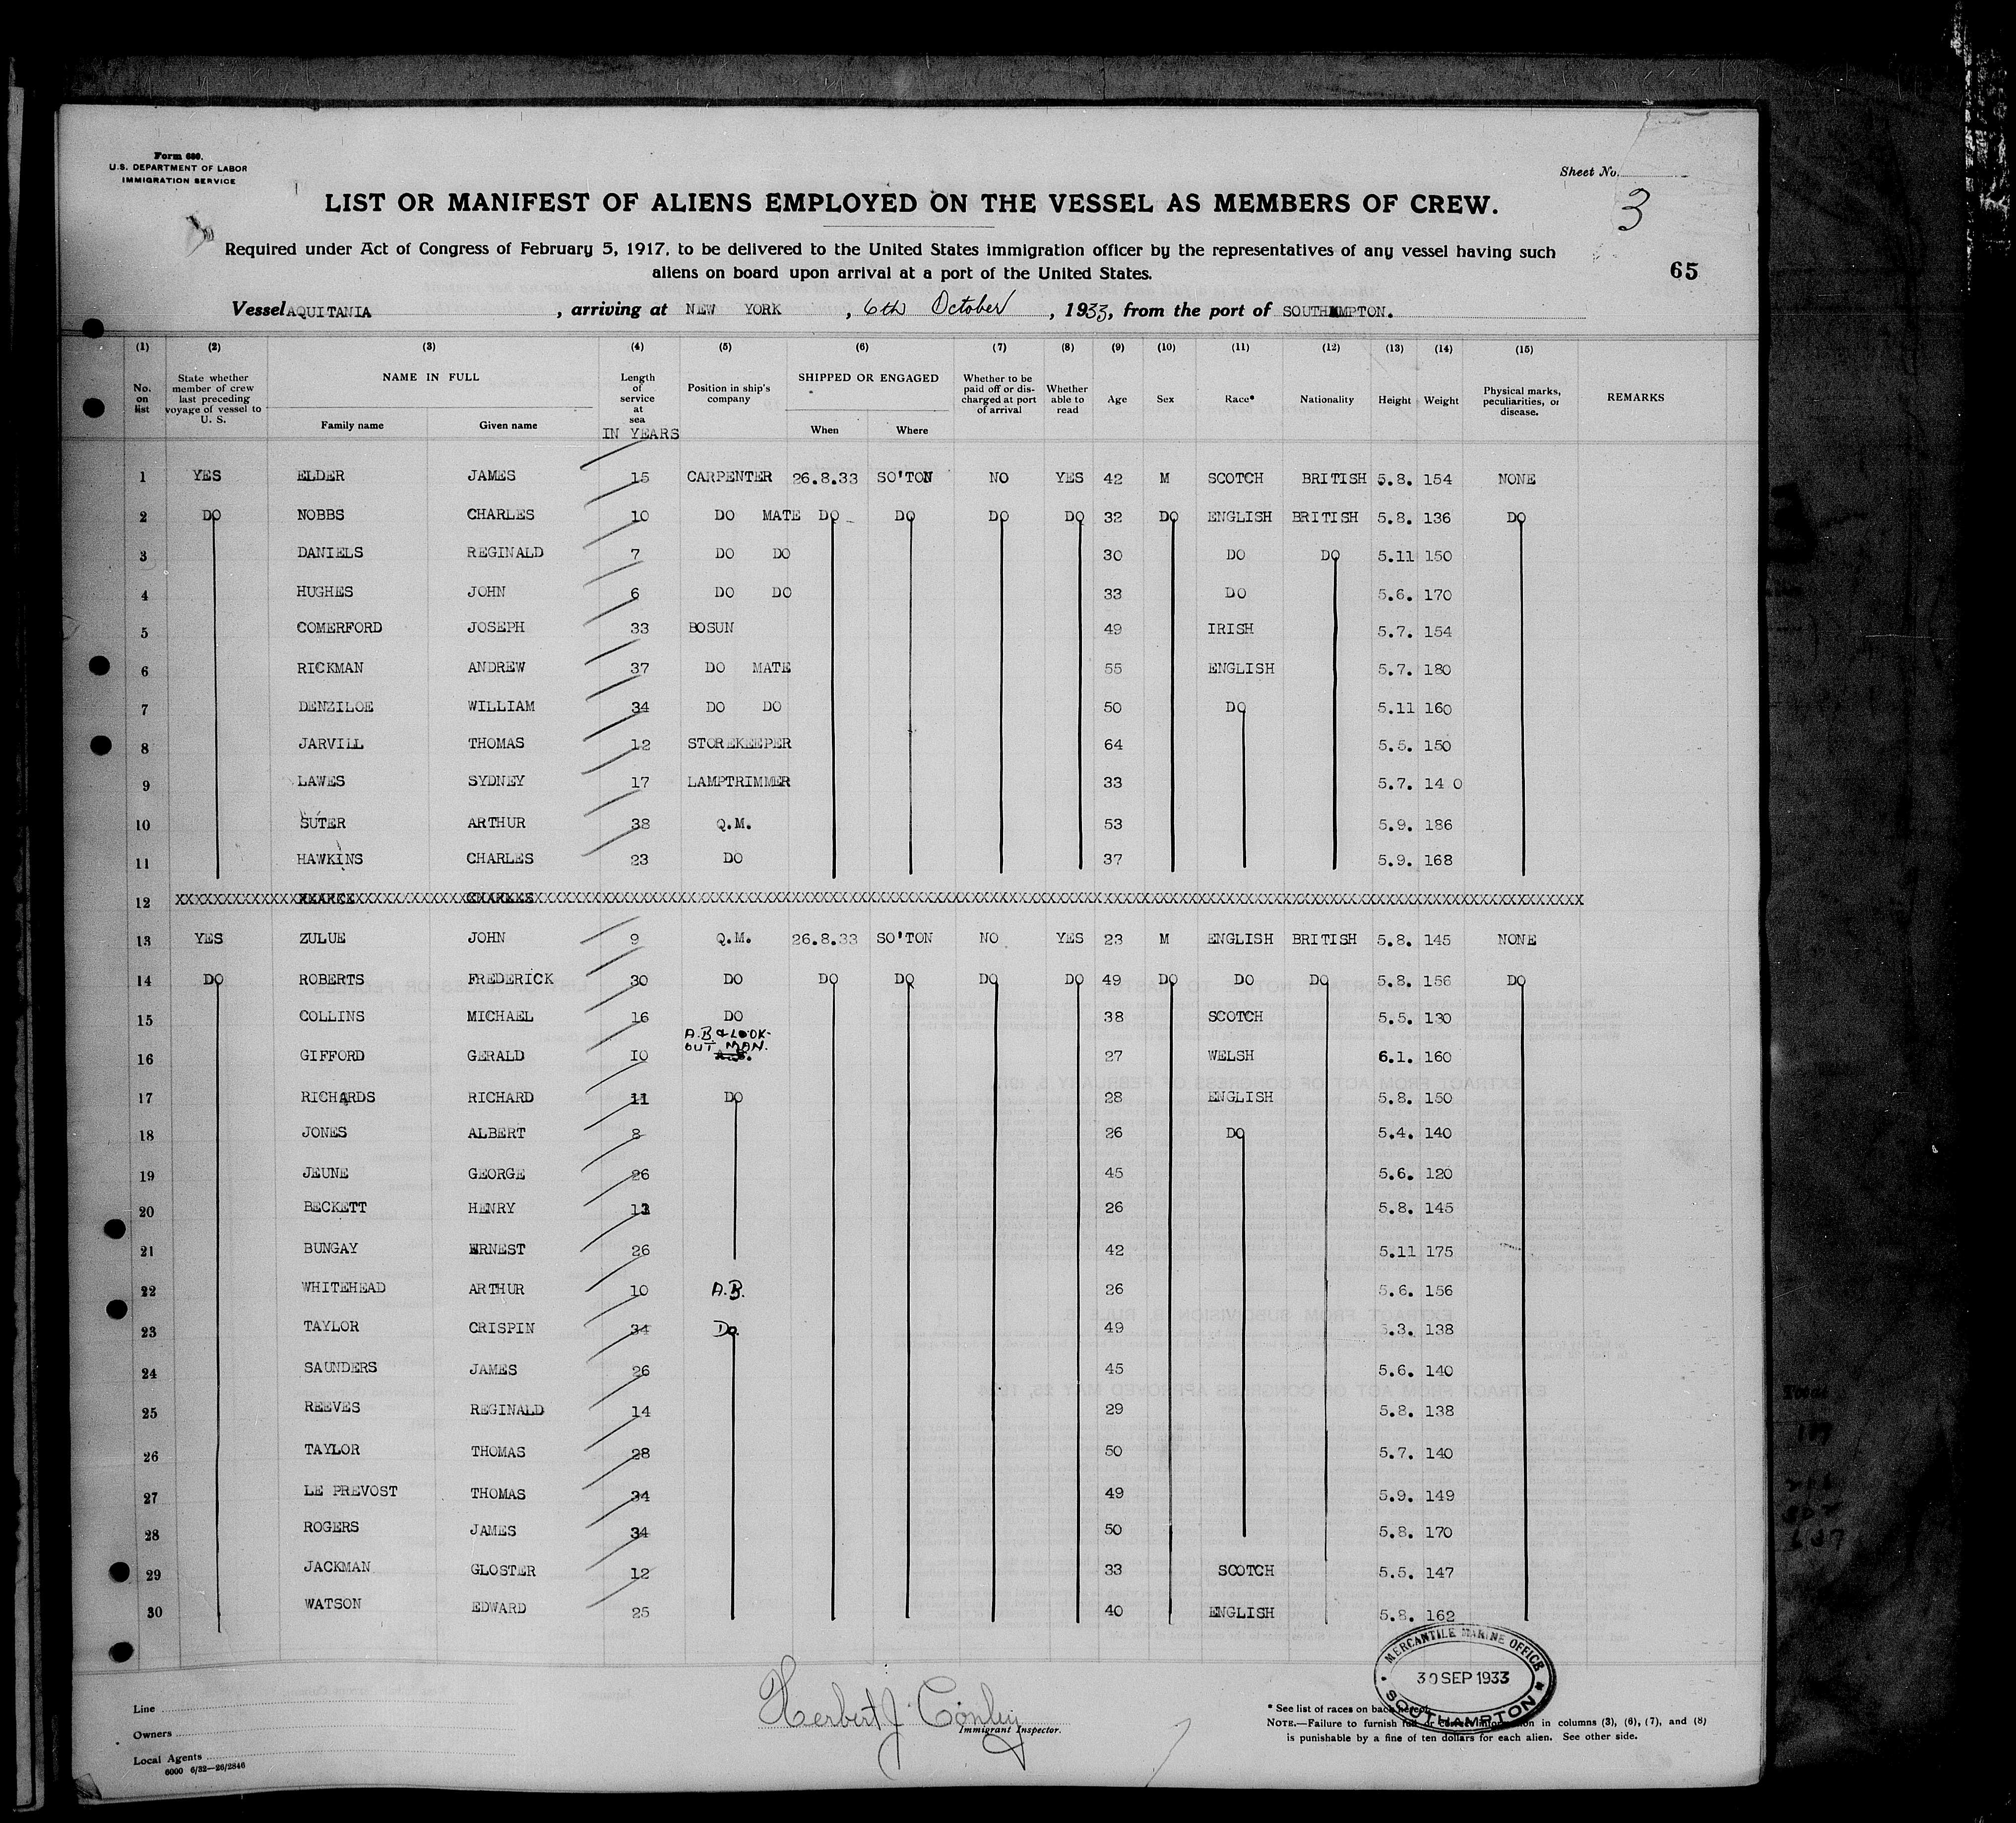 Form 680.
U.S. DEPARTMENT OF LABOR
IMMIGRATION SERVICE
Sheet No.
3
LIST OR MANIFEST OF ALIENS EMPLOYED ON THE VESSEL AS MEMBERS OF CREW.
Required under Act of Congress of February 5, 1917, to be delivered to the United States immigration officer by the representatives of any vessel having such
aliens on board upon arrival at a port of the United States.
65
Vessel AQUITANIA , arriving at NEW YORK , 6th October , 1933, from the port of SOUTHAMPTON.
(1) (2) (3) (4) (5) (6) (7) (8) (9) (10) (11) (12) (13) (14) (15)
No. on list State whether member of crew last preceding voyage of vessel to U. S. NAME IN FULL Family name Given name Length of service at sea IN YEARS Position in ship's company SHIPPED OR ENGAGED When Where Whether to be paid off or discharged at port of arrival Whether able to read Age Sex Race* Nationality Height Weight Physical marks, peculiarities, or disease. REMARKS
1 YES ELDER JAMES 15 CARPENTER 26.8.33 SO'TON NO YES 42 M SCOTCH BRITISH 5.8. 154 NONE
2 DO NOBBS CHARLES 10 DO MATE DO DO DO DO 32 DO ENGLISH BRITISH 5.8. 136 DO
3 DANIELS REGINALD 7 DO DO 30 DO DO 5.11 150
4 HUGHES JOHN 6 DO DO 33 DO 5.6. 170
5 COMERFORD JOSEPH 33 BOSUN 49 IRISH 5.7. 154
6 RICKMAN ANDREW 37 DO MATE 55 ENGLISH 5.7. 180
7 DENZILOE WILLIAM 34 DO DO 50 DO 5.11 160
8 JARVILL THOMAS 12 STOREKEEPER 64 5.5. 150
9 LAWES SYDNEY 17 LAMPTRIMMER 33 5.7. 14 0
10 SUTER ARTHUR 38 Q.M. 53 5.9. 186
11 HAWKINS CHARLES 23 DO 37 5.9. 168
12
13 YES ZULUE JOHN 9 Q.M. 26.8.33 SO'TON NO YES 23 M ENGLISH BRITISH 5.8. 145 NONE
14 DO ROBERTS FREDERICK 30 DO DO DO DO DO 49 DO DO DO 5.8. 156 DO
15 COLLINS MICHAEL 16 DO 38 SCOTCH 5.5. 130
16 GIFFORD GERALD 10 A.B. & LOOK-OUT MAN. 27 WELSH 6.1. 160
17 RICHARDS RICHARD 11 DO 28 ENGLISH 5.8. 150
18 JONES ALBERT 8 26 DO 5.4. 140
19 JEUNE GEORGE 26 45 5.6. 120
20 BECKETT HENRY 26 5.8. 145
21 BUNGAY ERNEST 26 42 5.11 175
22 WHITEHEAD ARTHUR 10 A.B. 26 5.6. 156
23 TAYLOR CRISPIN 34 Do. 49 5.3. 138
24 SAUNDERS JAMES 26 45 5.6. 140
25 REEVES REGINALD 14 29 5.8. 138
26 TAYLOR THOMAS 28 50 5.7. 140
27 LE PREVOST THOMAS 34 49 5.9. 149
28 ROGERS JAMES 34 50 5.8. 170
29 JACKMAN GLOSTER 12 33 SCOTCH 5.5. 147
30 WATSON EDWARD 25 40 ENGLISH 5.8. 162
MERCANTILE MARINE OFFICE
30 SEP 1933
SOUTHAMPTON
Line
Owners
Local Agents
6000 6/32—26/2846
Herbert J. Conley
Immigrant Inspector.
* See list of races on back hereof.
NOTE.—Failure to furnish full or correct information in columns (3), (6), (7), and (8)
is punishable by a fine of ten dollars for each alien. See other side.